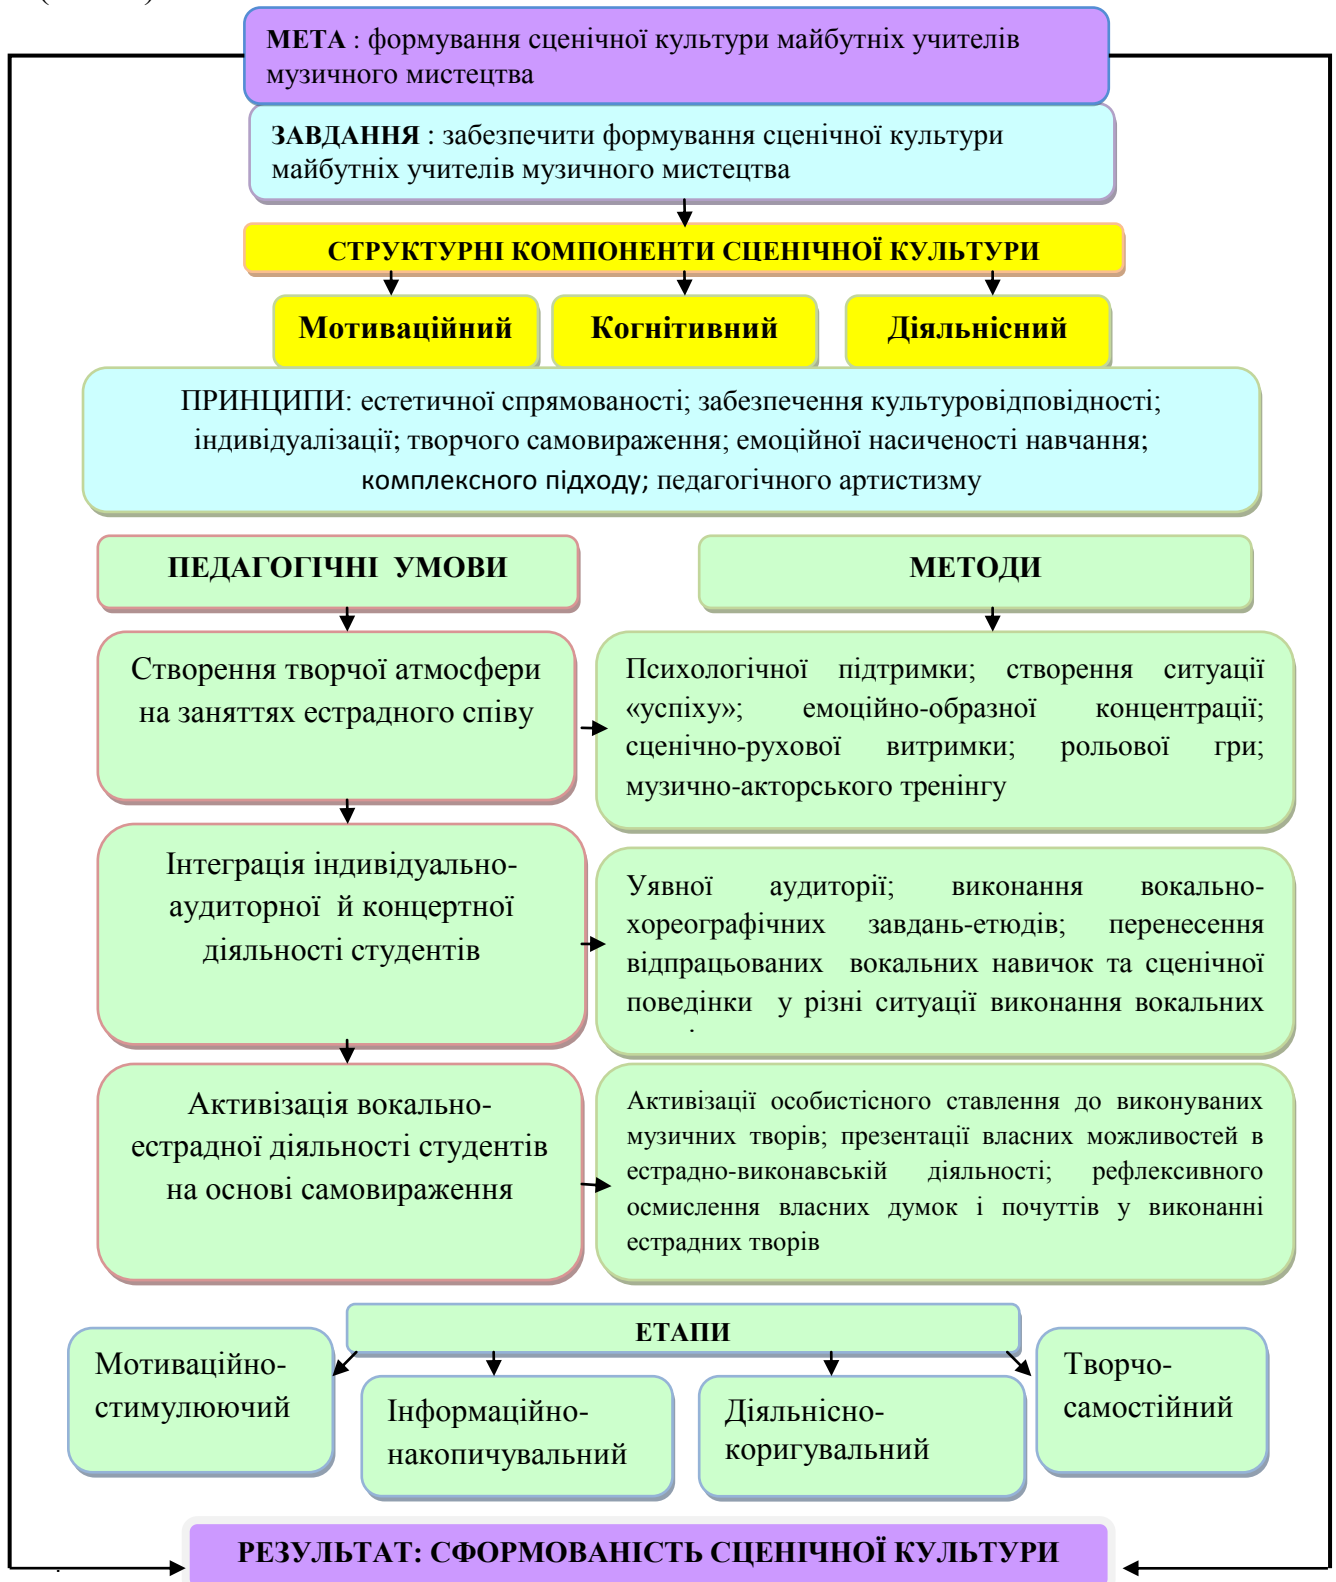 МЕТА : формування сценічної культури майбутніх учителів
музичного мистецтва
ЗАВДАННЯ : забезпечити формування сценічної культури
майбутніх учителів музичного мистецтва
СТРУКТУРНІ КОМПОНЕНТИ СЦЕНІЧНОЇ КУЛЬТУРИ
Мотиваційний
Когнітивний
Діяльнісний
ПРИНЦИПИ: естетичної спрямованості; забезпечення культуровідповідності;
індивідуалізації; творчого самовираження; емоційної насиченості навчання;
комплексного підходу; педагогічного артистизму
ПЕДАГОГІЧНІ УМОВИ
МЕТОДИ
Створення творчої атмосфери
на заняттях естрадного співу
Психологічної підтримки; створення ситуації
«успіху»; емоційно-образної концентрації;
сценічно-рухової витримки; рольової гри;
музично-акторського тренінгу
Інтеграція індивідуально-
аудиторної й концертної
діяльності студентів
Уявної аудиторії; виконання вокально-
хореографічних завдань-етюдів; перенесення
відпрацьованих вокальних навичок та сценічної
поведінки у різні ситуації виконання вокальних
Активізація вокально-
естрадної діяльності студентів
на основі самовираження
Активізації особистісного ставлення до виконуваних
музичних творів; презентації власних можливостей в
естрадно-виконавській діяльності; рефлексивного
осмислення власних думок і почуттів у виконанні
естрадних творів
ЕТАПИ
Мотиваційно-
стимулюючий
Інформаційно-
накопичувальний
Діяльнісно-
коригувальний
Творчо-
самостійний
РЕЗУЛЬТАТ: СФОРМОВАНІСТЬ СЦЕНІЧНОЇ КУЛЬТУРИ